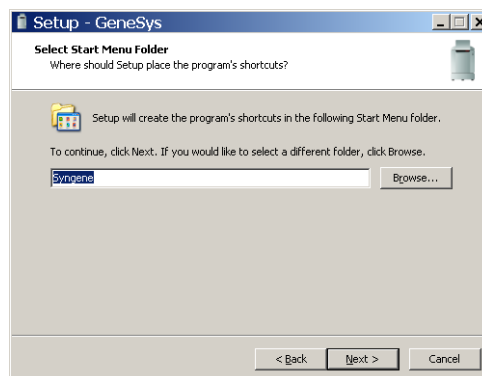 Setup - GeneSys
Select Start Menu Folder
Where should Setup place the program's shortcuts?
Setup will create the program's shortcuts in the following Start Menu folder.
To continue, click Next. If you would like to select a different folder, click Browse.
Syngene
Browse...
< Back
Next >
Cancel